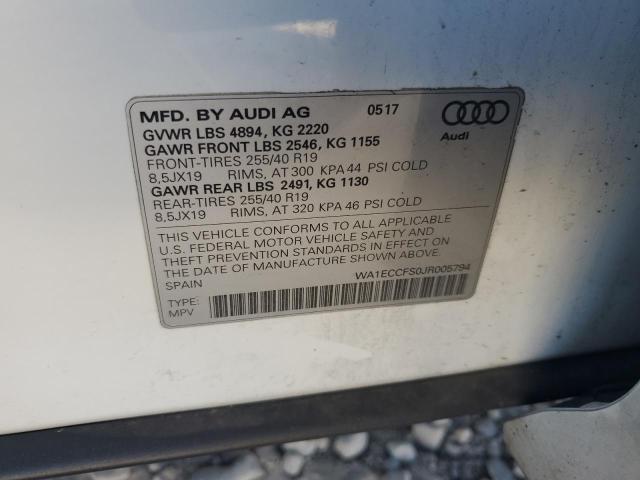 MFD. BY AUDI AG 0517
Audi
GVWR LBS 4894, KG 2220
GAWR FRONT LBS 2546, KG 1155
FRONT-TIRES 255/40 R19
8,5JX19 RIMS, AT 300 KPA 44 PSI COLD
GAWR REAR LBS 2491, KG 1130
REAR-TIRES 255/40 R19
8,5JX19 RIMS, AT 320 KPA 46 PSI COLD
THIS VEHICLE CONFORMS TO ALL APPLICABLE
U.S. FEDERAL MOTOR VEHICLE SAFETY AND
THEFT PREVENTION STANDARDS IN EFFECT ON
THE DATE OF MANUFACTURE SHOWN ABOVE.
SPAIN WA1ECCFS0JR005794
TYPE:
MPV